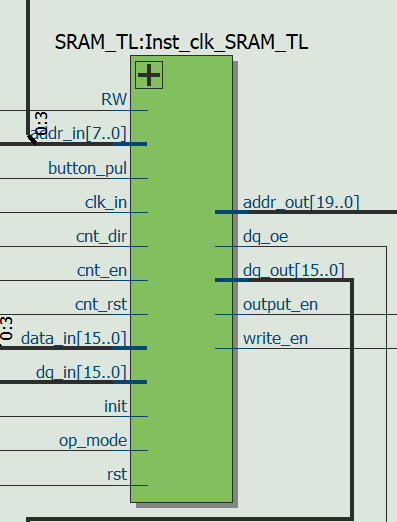 SRAM_TL:Inst_clk_SRAM_TL
0:3
RW
addr_in[7..0]
button_pul
clk_in
addr_out[19..0]
cnt_dir
dq_oe
cnt_en
dq_out[15..0]
cnt_rst
output_en
0:3
data_in[15..0]
write_en
dq_in[15..0]
init
op_mode
rst